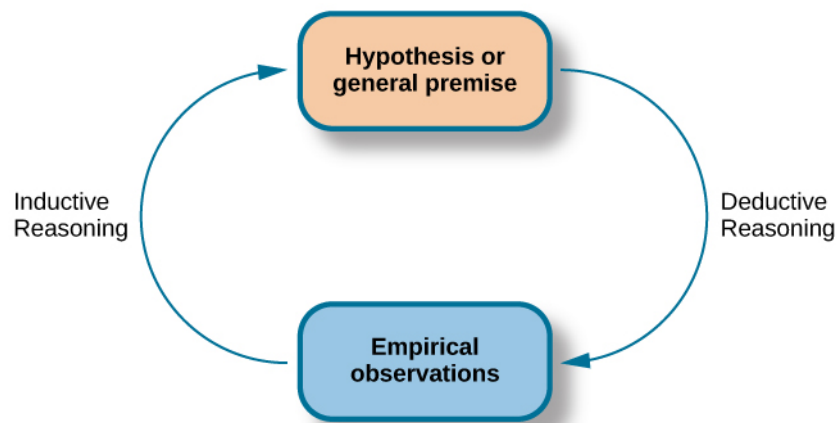 Hypothesis or
general premise
Inductive
Reasoning
Deductive
Reasoning
Empirical
observations